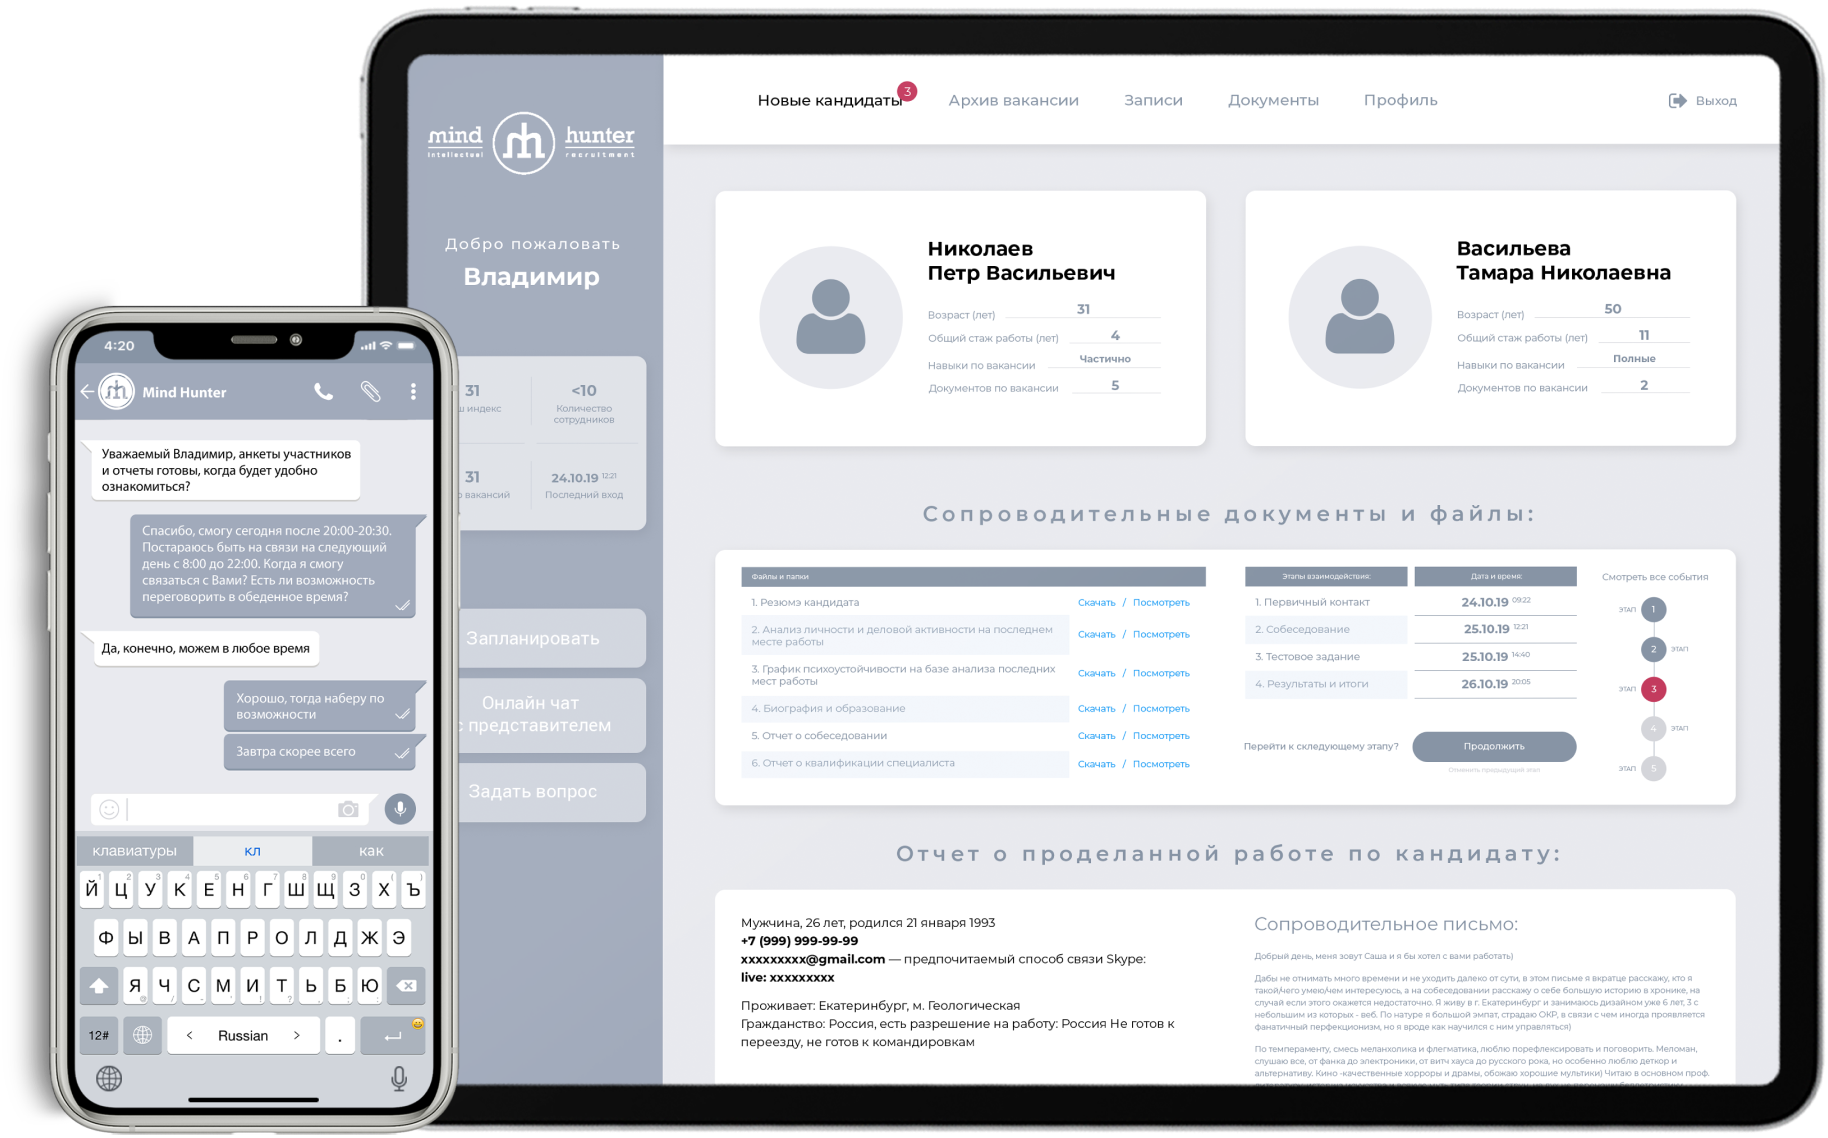 mind
intellectual
hunter
recruitment
Добро пожаловать
Владимир
31
индекс
<10
Количество
сотрудников
31
вакансий
24.10.19 12:21
Последний вход
Запланировать
Онлайн чат
с представителем
Задать вопрос
Новые кандидаты 3
Архив вакансии
Записи
Документы
Профиль
Выход
Николаев
Петр Васильевич
Возраст (лет) 31
Общий стаж работы (лет) 4
Навыки по вакансии Частично
Документов по вакансии 5
Васильева
Тамара Николаевна
Возраст (лет) 50
Общий стаж работы (лет) 11
Навыки по вакансии Полные
Документов по вакансии 2
Сопроводительные документы и файлы:
Файлы и папки
1. Резюмэ кандидата Скачать / Посмотреть
2. Анализ личности и деловой активности на последнем
месте работы Скачать / Посмотреть
3. График психоустойчивости на базе анализа последних
мест работы Скачать / Посмотреть
4. Биография и образование Скачать / Посмотреть
5. Отчет о собеседовании Скачать / Посмотреть
6. Отчет о квалификации специалиста Скачать / Посмотреть
Этапы взаимодействия: Дата и время:
1. Первичный контакт 24.10.19 09:22
2. Собеседование 25.10.19 12:21
3. Тестовое задание 25.10.19 14:40
4. Результаты и итоги 26.10.19 20:05
Перейти к скледующему этапу? Продолжить
Отменить предыдущий этап
Смотреть все события
ЭТАП 1
2 ЭТАП
ЭТАП 3
4 ЭТАП
ЭТАП 5
Отчет о проделанной работе по кандидату:
Мужчина, 26 лет, родился 21 января 1993
+7 (999) 999-99-99
xxxxxxxxx@gmail.com — предпочитаемый способ связи Skype:
live: xxxxxxxxx
Проживает: Екатеринбург, м. Геологическая
Гражданство: Россия, есть разрешение на работу: Россия Не готов к
переезду, не готов к командировкам
Сопроводительное письмо:
Добрый день, меня зовут Саша и я бы хотел с вами работать)
Дабы не отнимать много времени и не уходить далеко от сути, в этом письме я вкратце расскажу, кто я
такой/чего умею/чем интересуюсь, а на собеседовании расскажу о себе большую историю в хронике, на
случай если этого окажется недостаточно. Я живу в г. Екатеринбург и занимаюсь дизайном уже 6 лет, 3 с
небольшим из которых - веб. По натуре я большой эмпат, страдаю ОКР, в связи с чем иногда проявляется
фанатичный перфекционизм, но я вроде как научился с ним управляться)
По темпераменту, смесь меланхолика и флегматика, люблю порефлексировать и поговорить. Меломан,
слушаю все, от фанка до электроники, от витч хауса до русского рока, но особенно люблю деткор и
альтернативу. Кино -качественные хорроры и драмы, обожаю хорошие мультики) Читаю в основном проф.
4:20
Mind Hunter
Уважаемый Владимир, анкеты участников
и отчеты готовы, когда будет удобно
ознакомиться?
Спасибо, смогу сегодня после 20:00-20:30.
Постараюсь быть на связи на следующий
день с 8:00 до 22:00. Когда я смогу
связаться с Вами? Есть ли возможность
переговорить в обеденное время?
Да, конечно, можем в любое время
Хорошо, тогда наберу по
возможности
Завтра скорее всего
клавиатуры кл как
Й1 Ц2 У3 К4 Е5 Н6 Г7 Ш8 Щ9 З0 Х( Ъ)
Ф Ы В А П Р О Л Д Ж Э
Я Ч С М И Т Ь Б Ю
12# < Russian > .